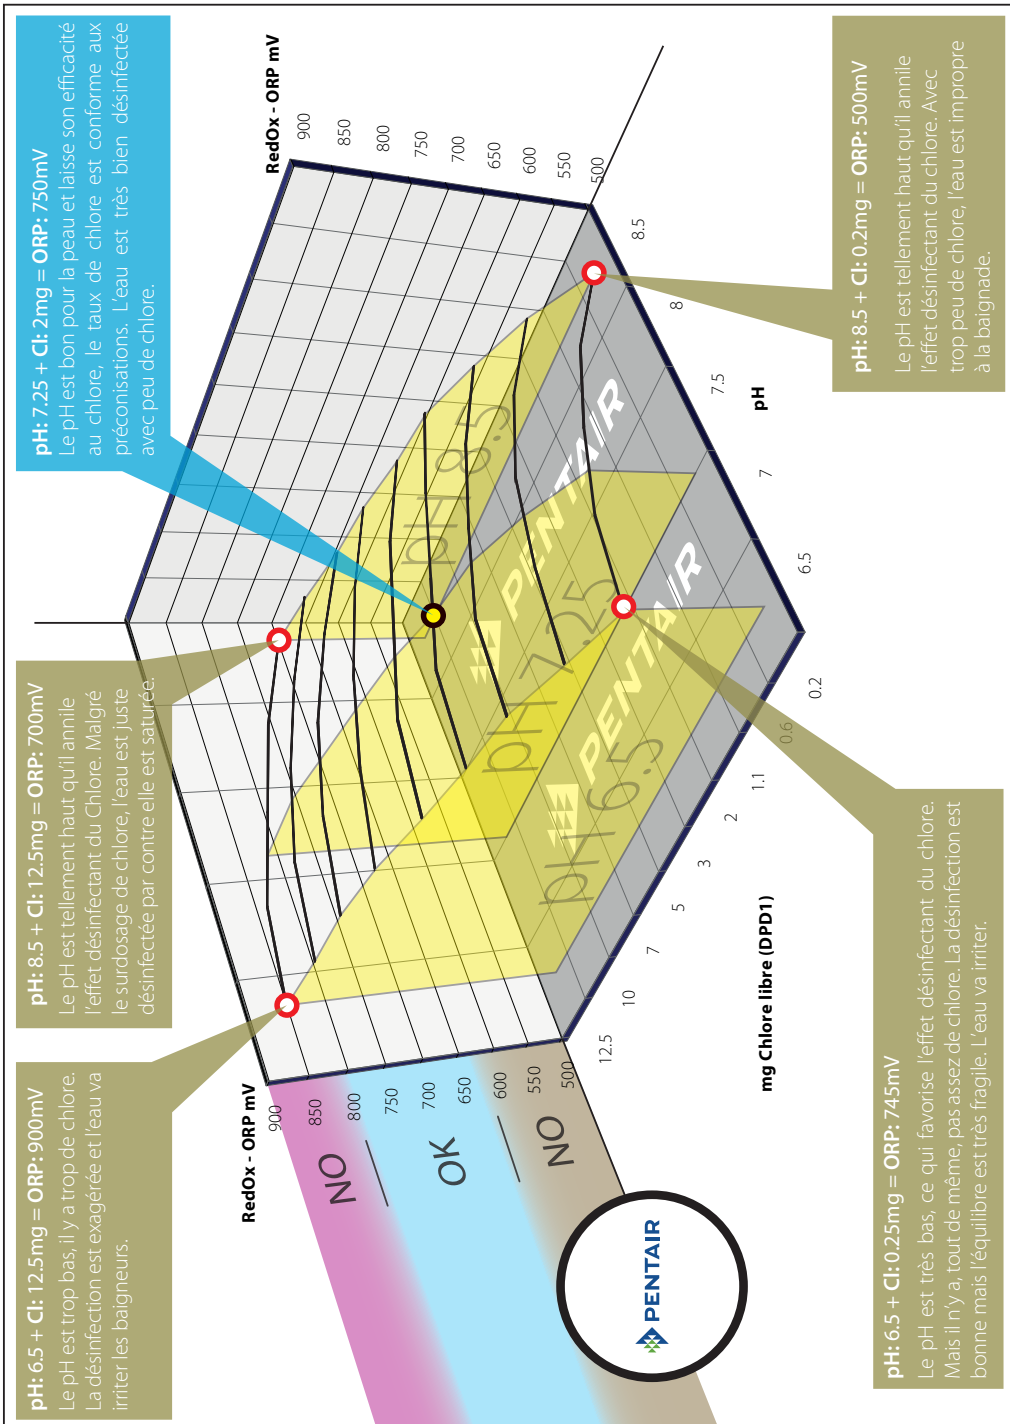 pH: 6.5 + Cl: 12.5mg = ORP: 900mV
Le pH est trop bas, il y a trop de chlore.
La désinfection est exagérée et l'eau va
irriter les baigneurs.
pH: 8.5 + Cl: 12.5mg = ORP: 700mV
Le pH est tellement haut qu'il annile
l'effet désinfectant du Chlore. Malgré
le surdosage de chlore, l'eau est juste
désinfectée par contre elle est saturée.
pH: 7.25 + Cl: 2mg = ORP: 750mV
Le pH est bon pour la peau et laisse son efficacité
au chlore, le taux de chlore est conforme aux
préconisations. L'eau est très bien désinfectée
avec peu de chlore.
RedOx - ORP mV
900
850
800
750
700
650
600
550
500
RedOx - ORP mV
900
850
800
750
700
650
600
550
500
NO
OK
NO
pH 8.5
pH 7.25
pH 6.5
PENTAIR
PENTAIR
12.5
10
7
5
3
2
1.1
0.6
0.2
mg Chlore libre (DPD1)
6.5
7
7.5
8
8.5
pH
PENTAIR
pH: 6.5 + Cl: 0.25mg = ORP: 745mV
Le pH est très bas, ce qui favorise l'effet désinfectant du chlore.
Mais il n'y a, tout de même, pas assez de chlore. La désinfection est
bonne mais l'équilibre est très fragile. L'eau va irriter.
pH: 8.5 + Cl: 0.2mg = ORP: 500mV
Le pH est tellement haut qu'il annile
l'effet désinfectant du chlore. Avec
trop peu de chlore, l'eau est impropre
à la baignade.